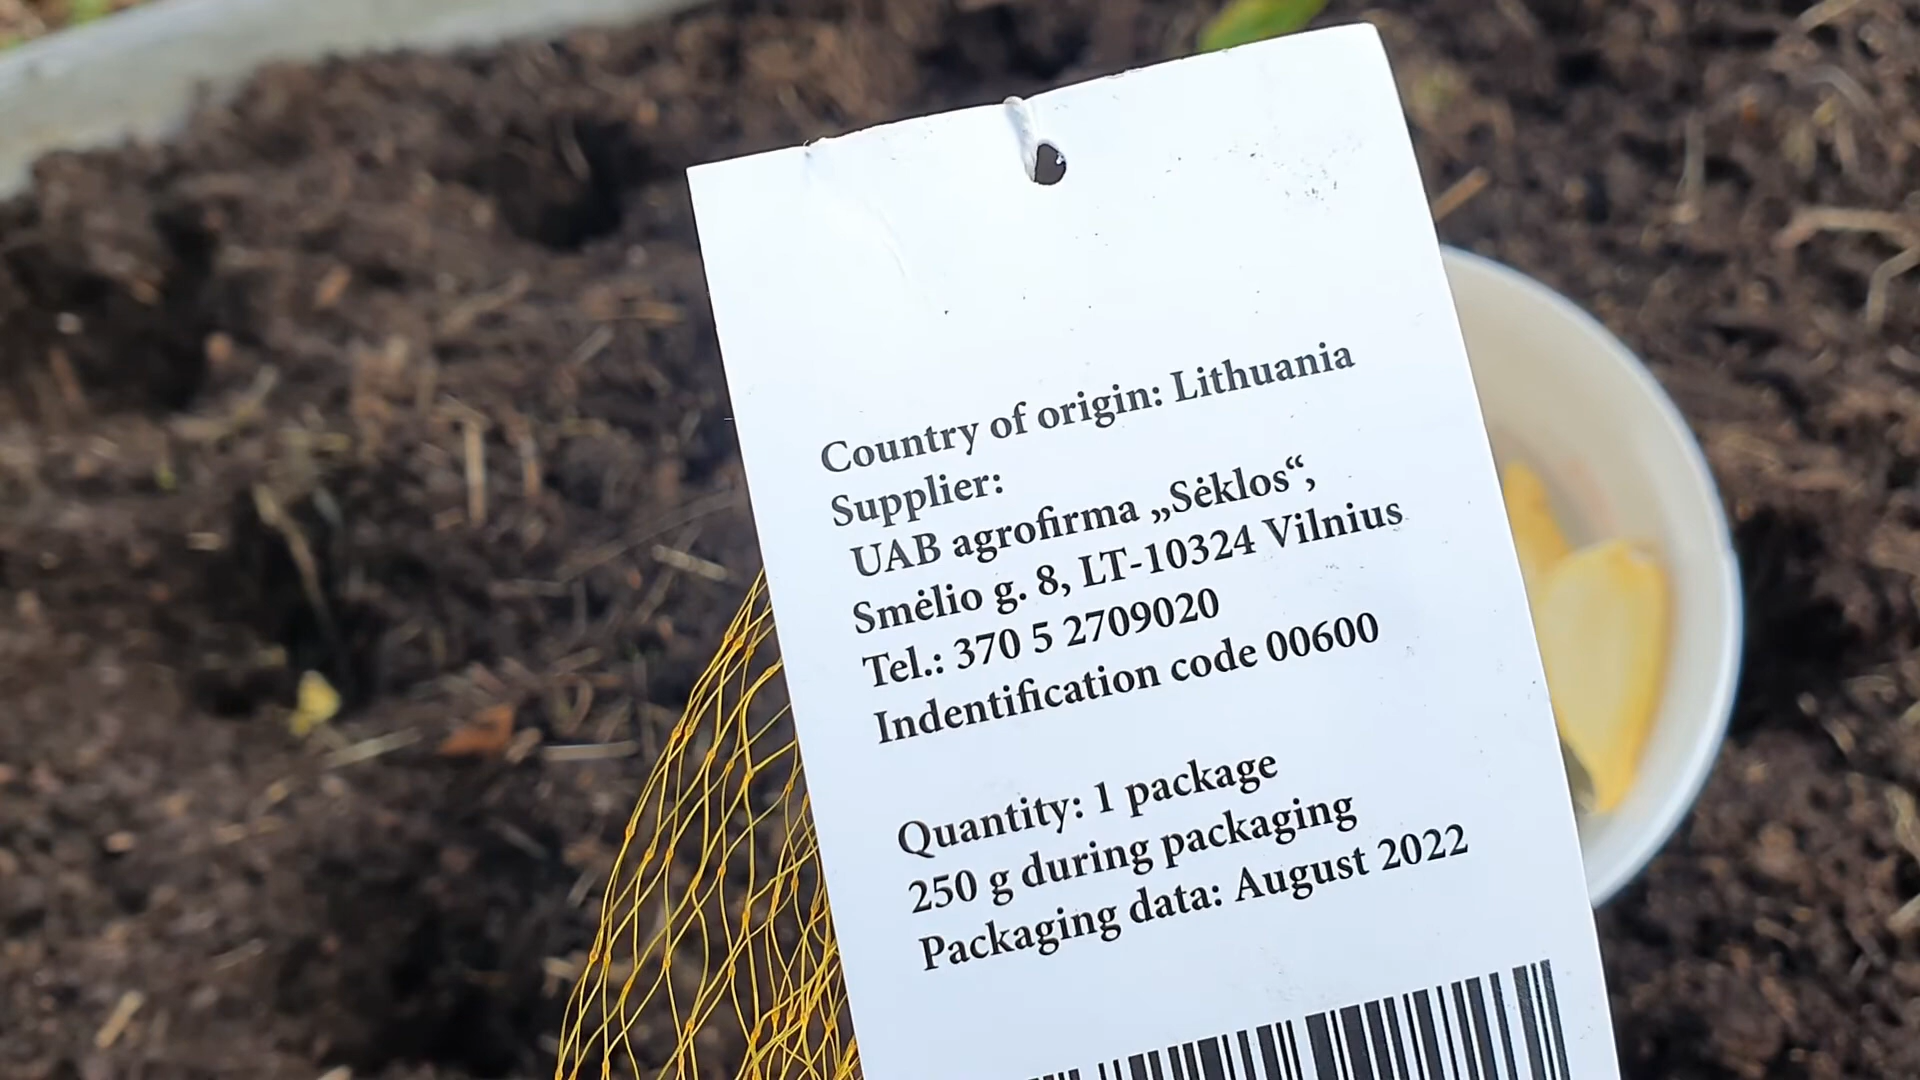 Country of origin: Lithuania
Supplier:
UAB agrofirma „Sėklos“,
Smėlio g. 8, LT-10324 Vilnius
Tel.: 370 5 2709020
Indentification code 00600
Quantity: 1 package
250 g during packaging
Packaging data: August 2022